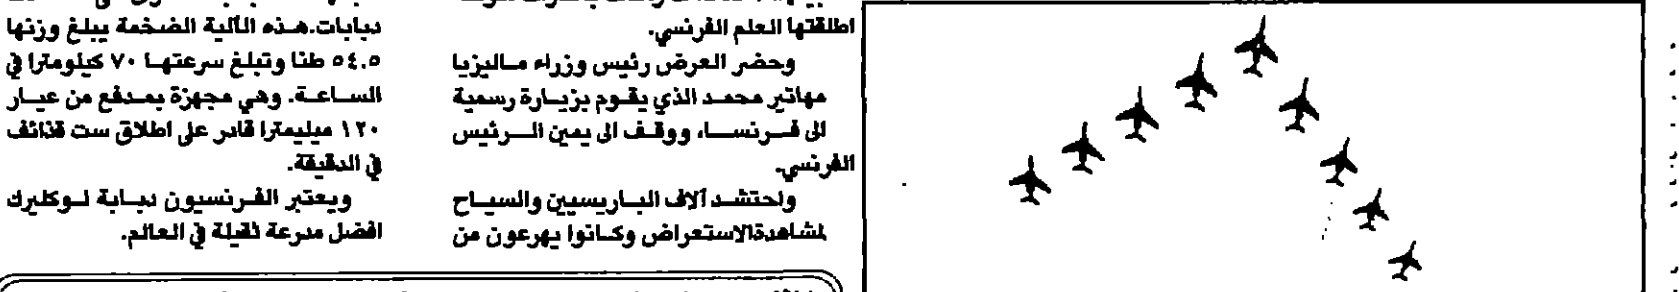 اطلقتها العلم الفرنسي.
وحضر العرض رئيس وزراء ماليزيا
مهاتير محمد الذي يقوم بزيارة رسمية
الى فرنسا، ووقف الى يمين الرئيس
الفرنسي.
واحتشد آلاف الباريسيين والسياح
لمشاهدةالاستعراض وكانوا يهرعون من
دبابات.هذه الآلية الضخمة يبلغ وزنها
٥٤.٥ طنا وتبلغ سرعتها ٧٠ كيلومترا في
الساعة. وهي مجهزة بمدفع من عيار
١٢٠ ميليمترا قادر على اطلاق ست قذائف
في الدقيقة.
ويعتبر الفرنسيون دبابة لوكليرك
افضل مدرعة ثقيلة في العالم.